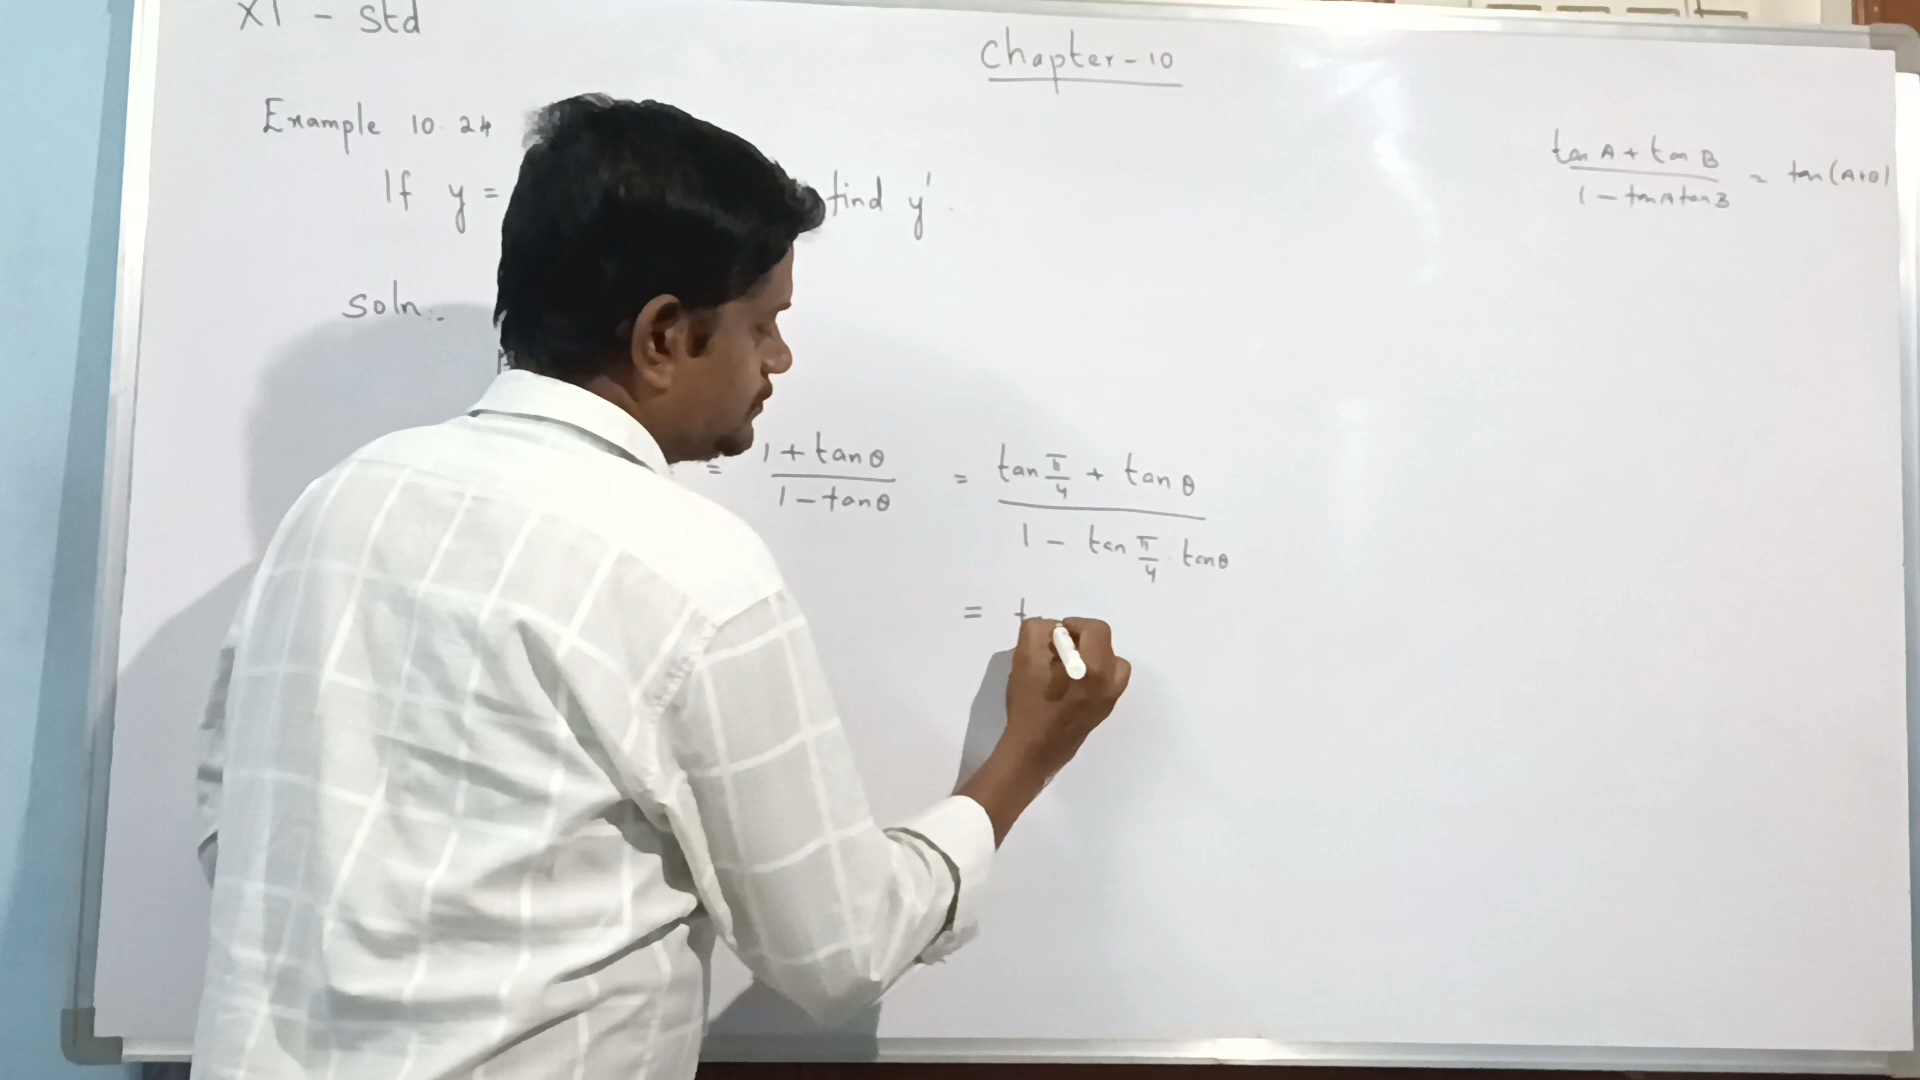 XI - Std
Chapter - 10
Example 10.24
If y = find y'.
Soln:-
= 1 + tanθ / 1 - tanθ = tan π/4 + tan θ / 1 - tan π/4 . tanθ
=
tan A + tan B / 1 - tanA tan B = tan (A+B)